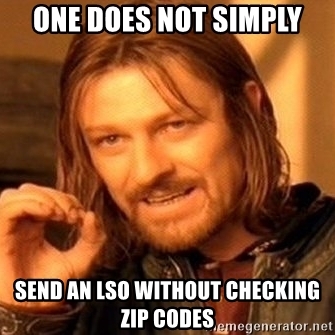 ONE DOES NOT SIMPLY
SEND AN LSO WITHOUT CHECKING
ZIP CODES
memegenerator.net